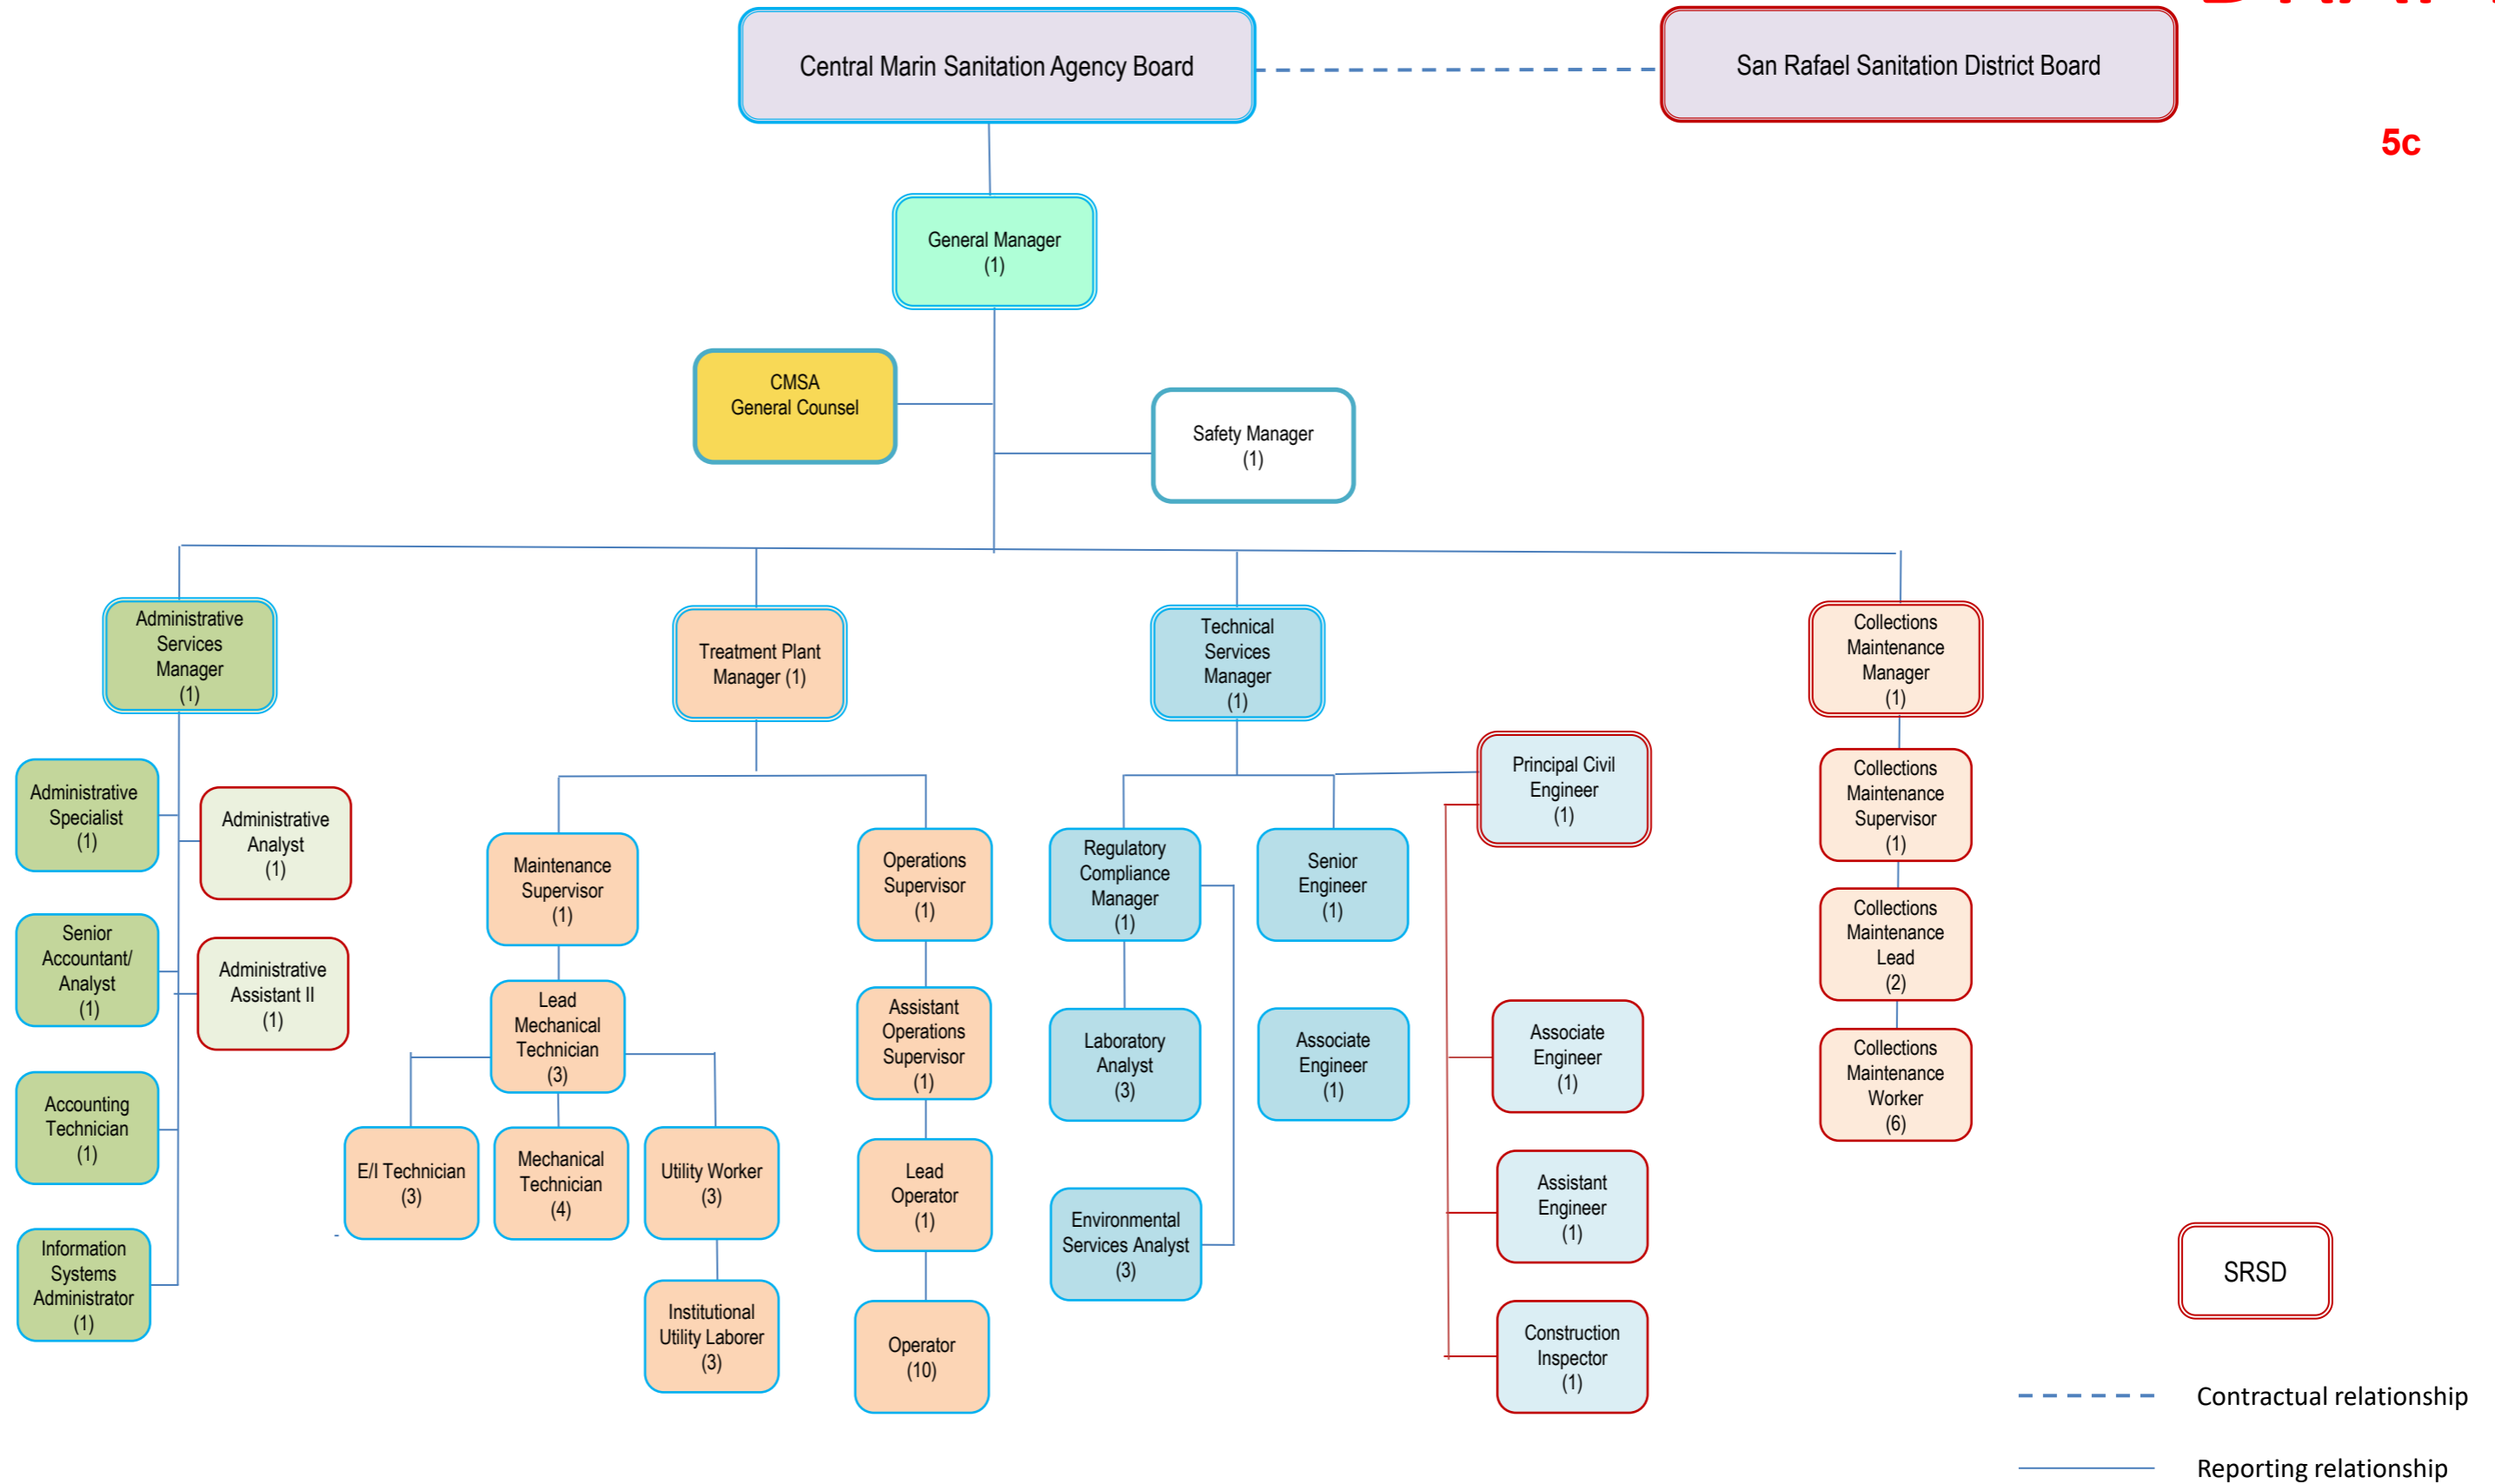 Central Marin Sanitation Agency Board
San Rafael Sanitation District Board
5c
General Manager
(1)
CMSA
General Counsel
Safety Manager
(1)
Administrative
Services
Manager
(1)
Treatment Plant
Manager (1)
Technical
Services
Manager
(1)
Collections
Maintenance
Manager
(1)
Administrative
Specialist
(1)
Administrative
Analyst
(1)
Senior
Accountant/
Analyst
(1)
Administrative
Assistant II
(1)
Accounting
Technician
(1)
Information
Systems
Administrator
(1)
Maintenance
Supervisor
(1)
Lead
Mechanical
Technician
(3)
E/I Technician
(3)
Mechanical
Technician
(4)
Utility Worker
(3)
Institutional
Utility Laborer
(3)
Operations
Supervisor
(1)
Assistant
Operations
Supervisor
(1)
Lead
Operator
(1)
Operator
(10)
Regulatory
Compliance
Manager
(1)
Laboratory
Analyst
(3)
Environmental
Services Analyst
(3)
Senior
Engineer
(1)
Associate
Engineer
(1)
Principal Civil
Engineer
(1)
Associate
Engineer
(1)
Assistant
Engineer
(1)
Construction
Inspector
(1)
Collections
Maintenance
Supervisor
(1)
Collections
Maintenance
Lead
(2)
Collections
Maintenance
Worker
(6)
SRSD
Contractual relationship
Reporting relationship